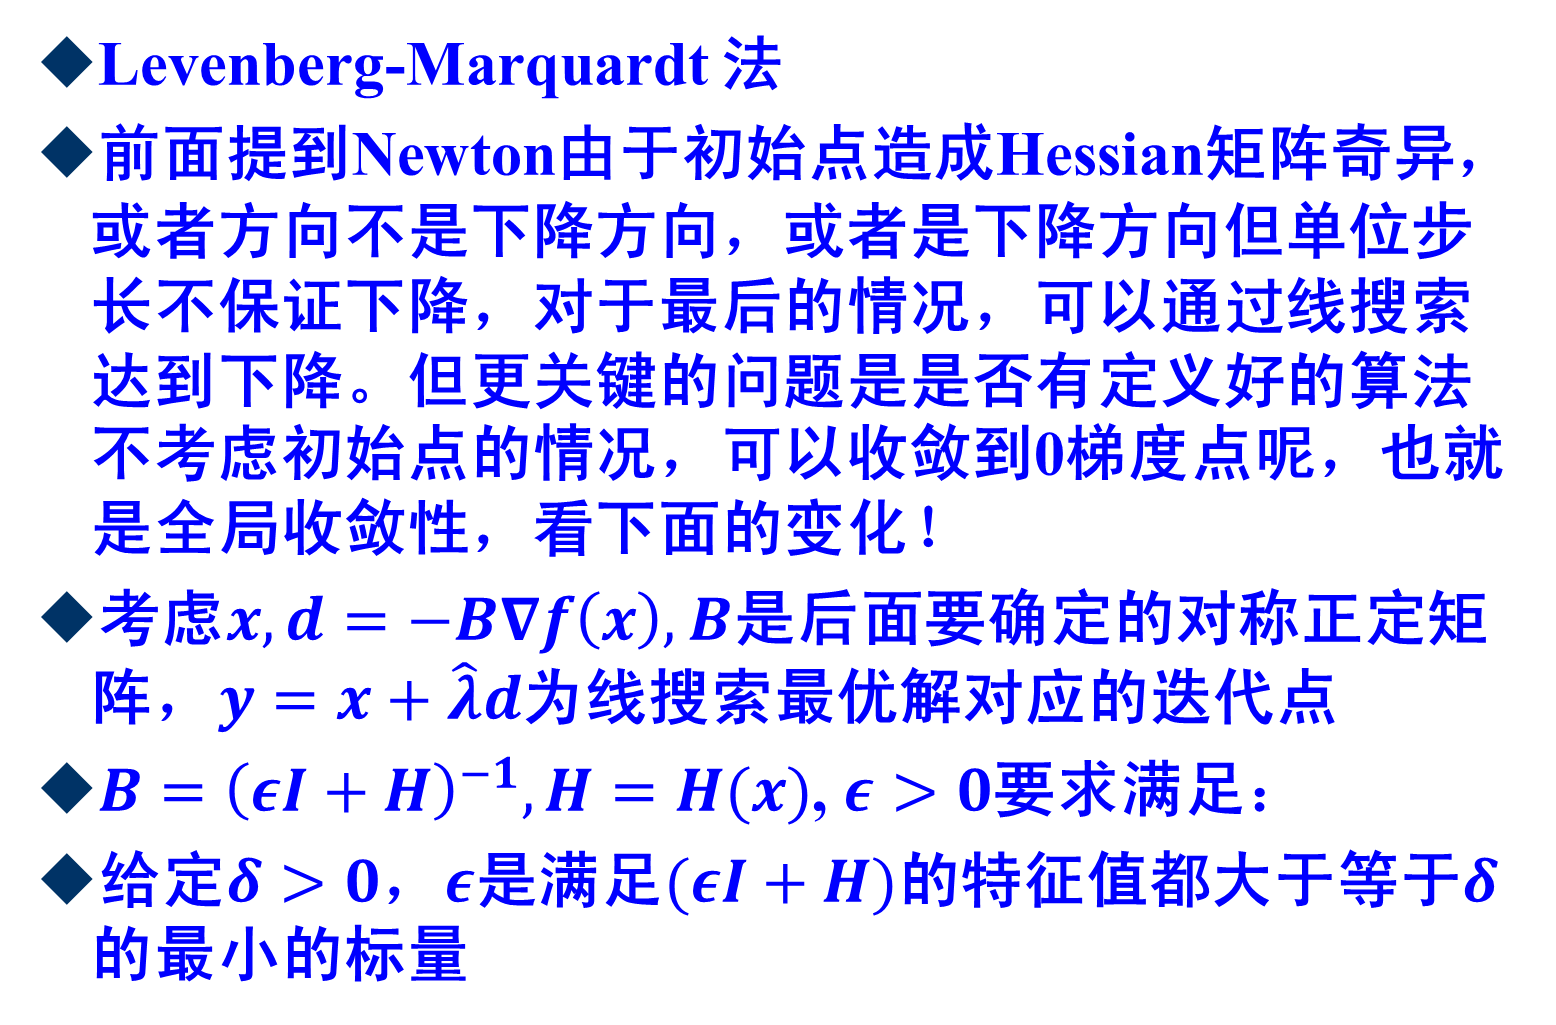 ◆Levenberg-Marquardt 法
◆前面提到Newton由于初始点造成Hessian矩阵奇异，
或者方向不是下降方向，或者是下降方向但单位步
长不保证下降，对于最后的情况，可以通过线搜索
达到下降。但更关键的问题是是否有定义好的算法
不考虑初始点的情况，可以收敛到0梯度点呢，也就
是全局收敛性，看下面的变化！
◆考虑x, d = −B∇f(x), B是后面要确定的对称正定矩
阵，y = x + λ̂d为线搜索最优解对应的迭代点
◆B = (ϵI + H)⁻¹, H = H(x), ϵ > 0要求满足：
◆给定δ > 0，ϵ是满足(ϵI + H)的特征值都大于等于δ
的最小的标量